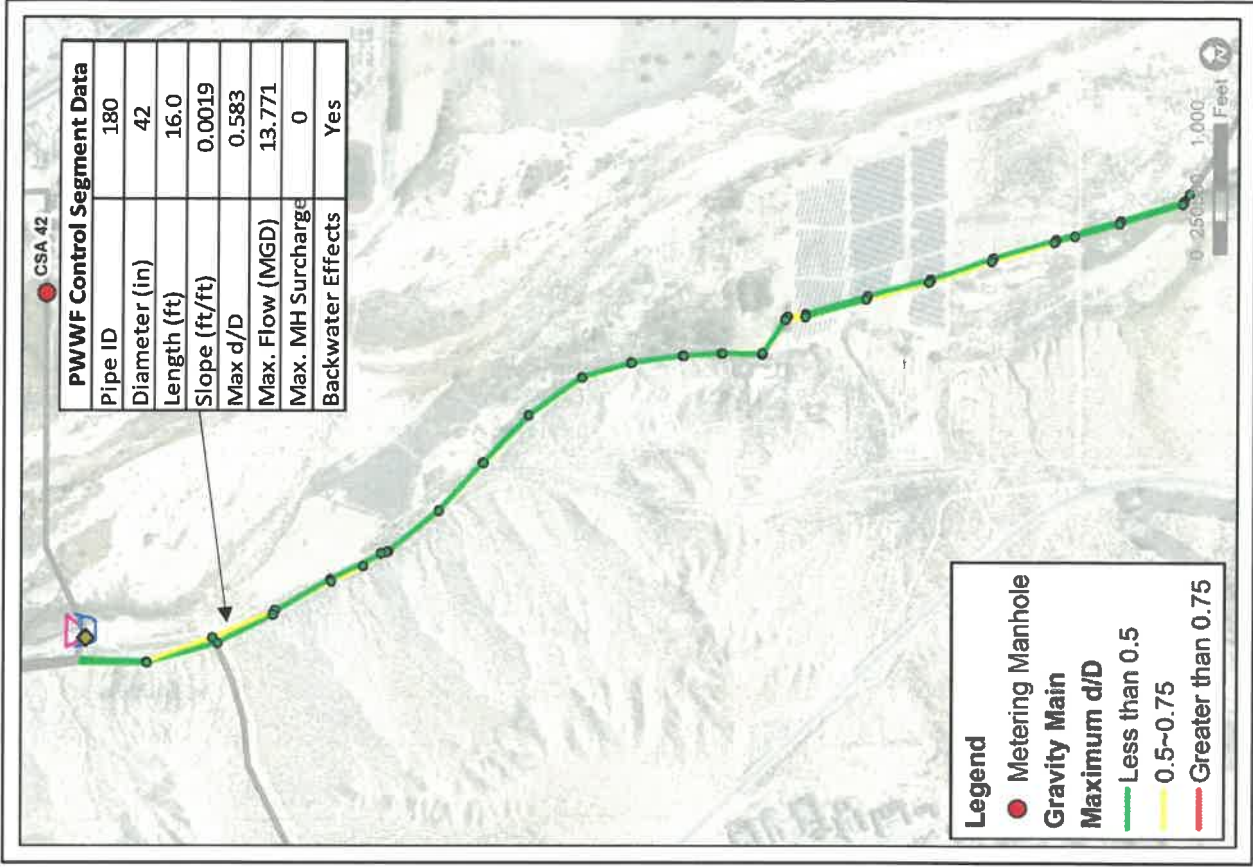 CSA 42
PWWF Control Segment Data
Pipe ID 180
Diameter (in) 42
Length (ft) 16.0
Slope (ft/ft) 0.0019
Max d/D 0.583
Max. Flow (MGD) 13.771
Max. MH Surcharge 0
Backwater Effects Yes
Legend
Metering Manhole
Gravity Main
Maximum d/D
Less than 0.5
0.5~0.75
Greater than 0.75
0 250 1,000
Feet